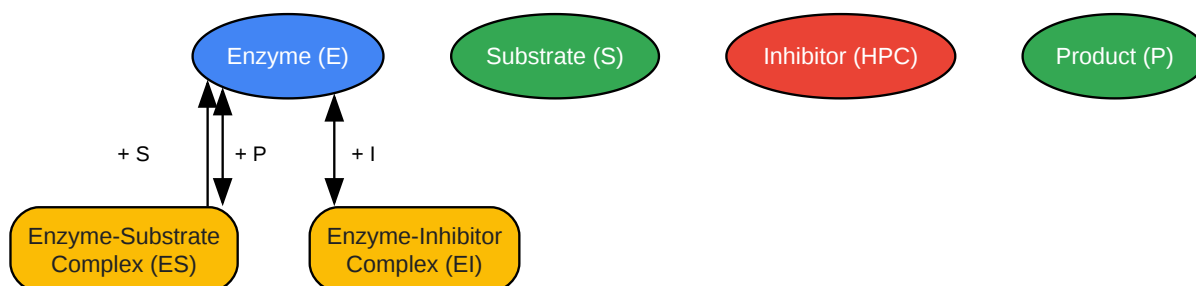 Enzyme (E)
Substrate (S)
Inhibitor (HPC)
Product (P)
+ S
+ P
+ I
Enzyme-Substrate
Complex (ES)
Enzyme-Inhibitor
Complex (EI)